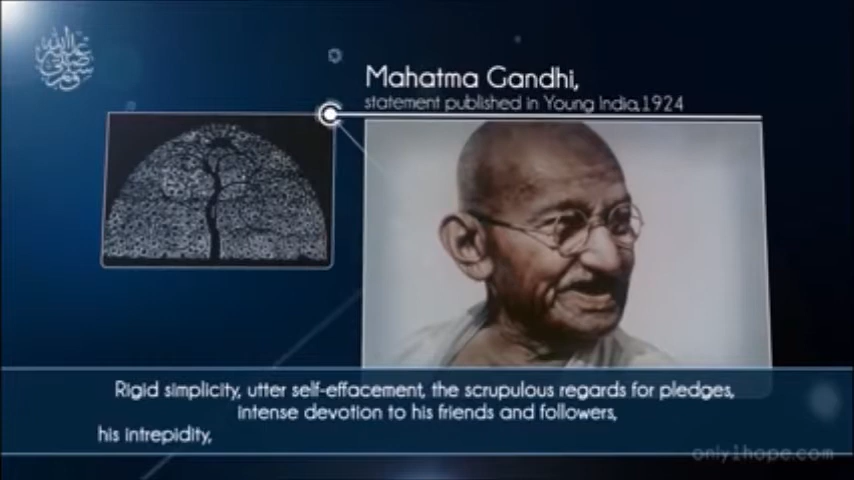 Mahatma Gandhi,
statement published in Young India,1924
Rigid simplicity, utter self-effacement, the scrupulous regards for pledges,
intense devotion to his friends and followers,
his intrepidity,
only1hope.com